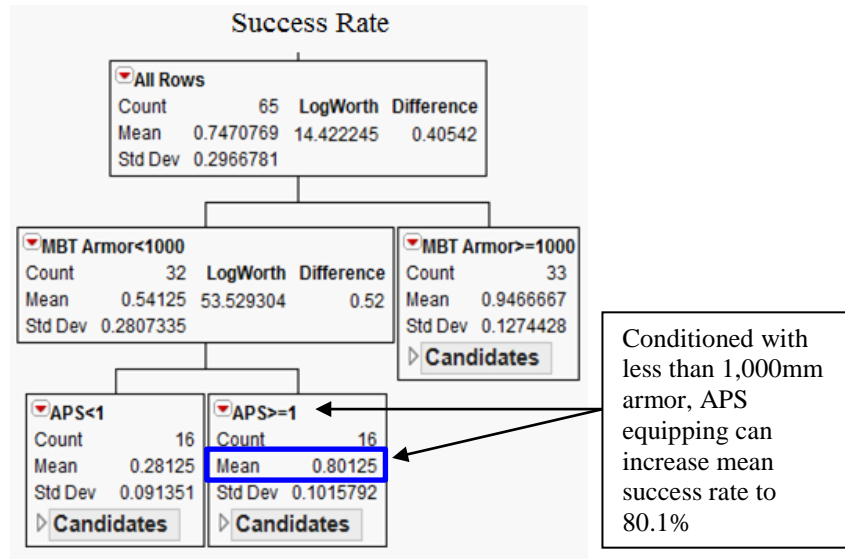 Success Rate
All Rows
Count 65 LogWorth Difference
Mean 0.7470769 14.422245 0.40542
Std Dev 0.2966781
MBT Armor<1000
Count 32 LogWorth Difference
Mean 0.54125 53.529304 0.52
Std Dev 0.2807335
MBT Armor>=1000
Count 33
Mean 0.9466667
Std Dev 0.1274428
Candidates
APS<1
Count 16
Mean 0.28125
Std Dev 0.091351
Candidates
APS>=1
Count 16
Mean 0.80125
Std Dev 0.1015792
Candidates
Conditioned with
less than 1,000mm
armor, APS
equipping can
increase mean
success rate to
80.1%